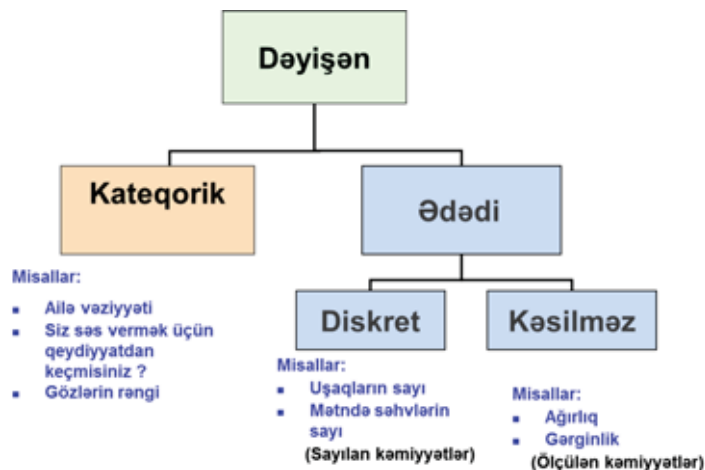 Dəyişən
Kateqorik
Ədədi
Misallar:
▪ Ailə vəziyyəti
▪ Siz səs vermək üçün
qeydiyyatdan
keçmisiniz ?
▪ Gözlərin rəngi
Diskret
Misallar:
▪ Uşaqların sayı
▪ Mətndə səhvlərin
sayı
(Sayılan kəmiyyətlər)
Kəsilməz
Misallar:
▪ Ağırlıq
▪ Gərginlik
(Ölçülən kəmiyyətlər)